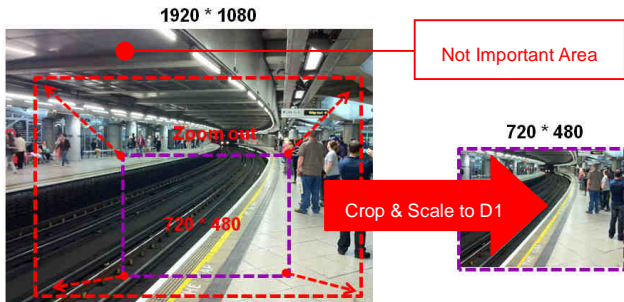 1920 * 1080
Not Important Area
Zoom out
720 * 480
720 * 480
Crop & Scale to D1